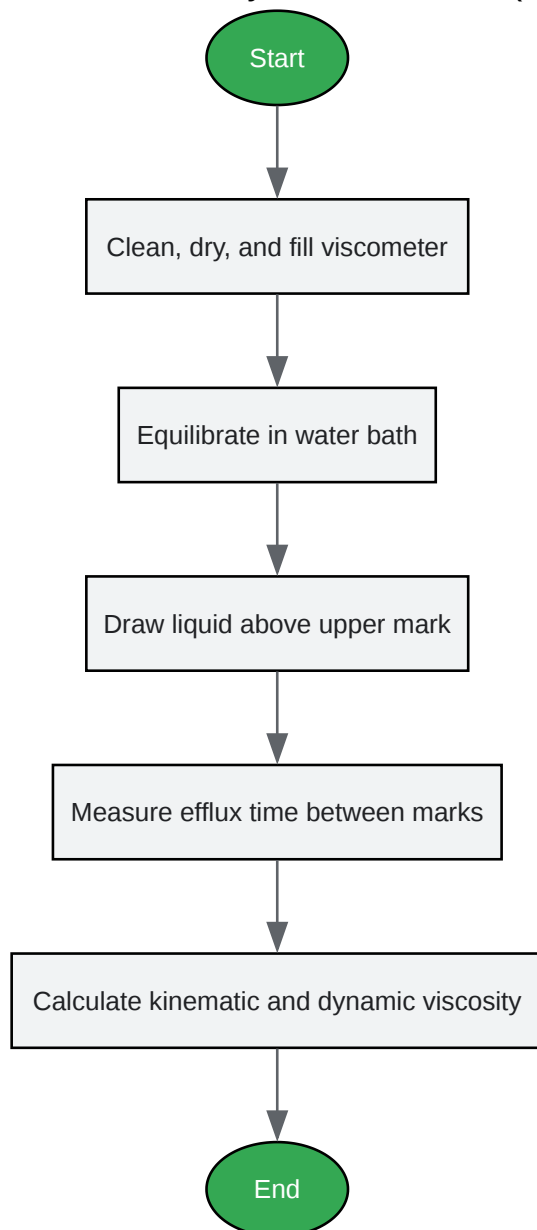 Start
Clean, dry, and fill viscometer
Equilibrate in water bath
Draw liquid above upper mark
Measure efflux time between marks
Calculate kinematic and dynamic viscosity
End